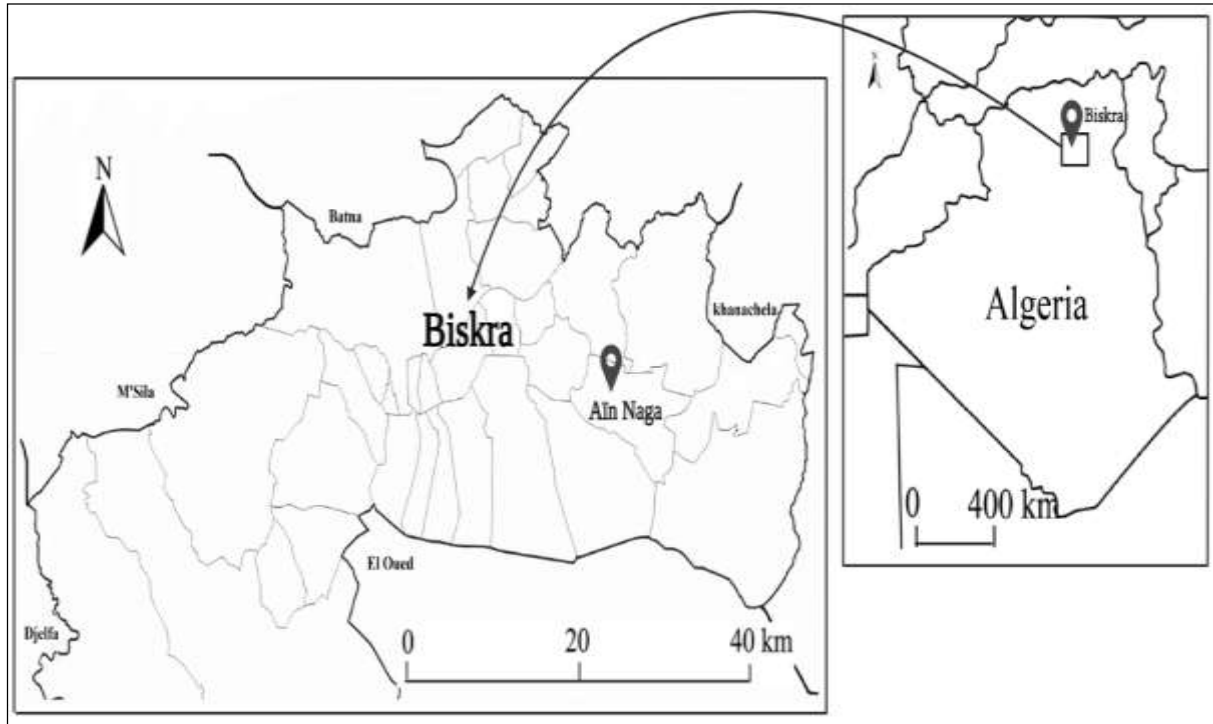 N
Batna
khanachela
Biskra
M'Sila
Aïn Naga
El Oued
Djelfa
0 20 40 km
Biskra
Algeria
0 400 km